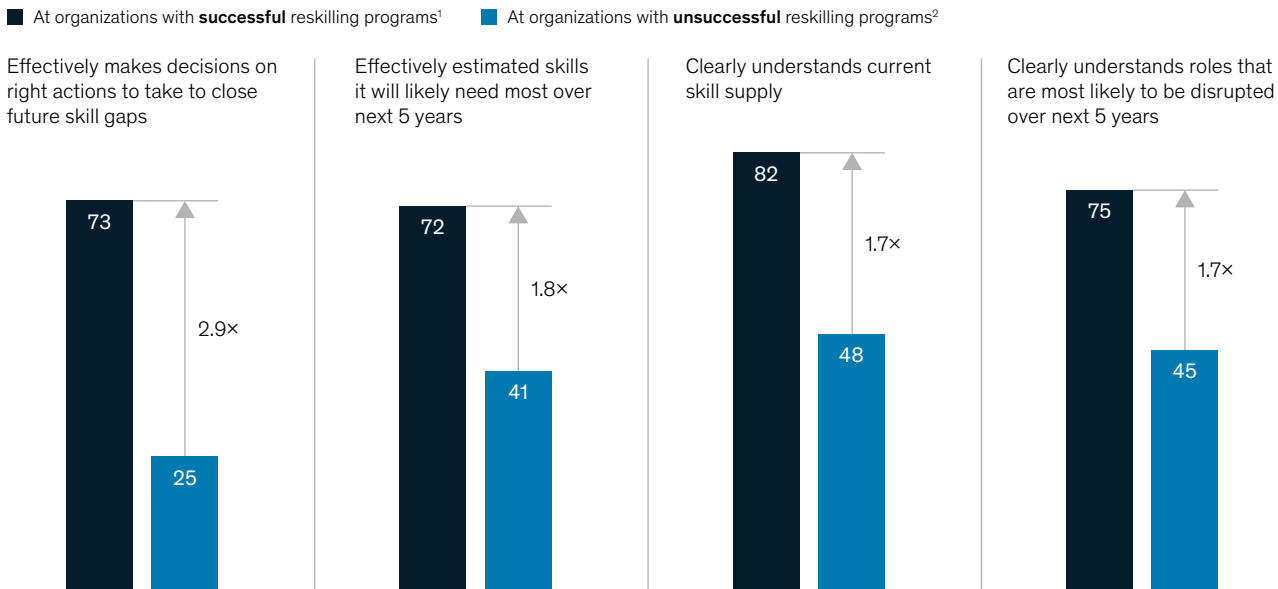 At organizations with successful reskilling programs¹
At organizations with unsuccessful reskilling programs²
Effectively makes decisions on
right actions to take to close
future skill gaps
73
2.9×
25
Effectively estimated skills
it will likely need most over
next 5 years
72
1.8×
41
Clearly understands current
skill supply
82
1.7×
48
Clearly understands roles that
are most likely to be disrupted
over next 5 years
75
1.7×
45